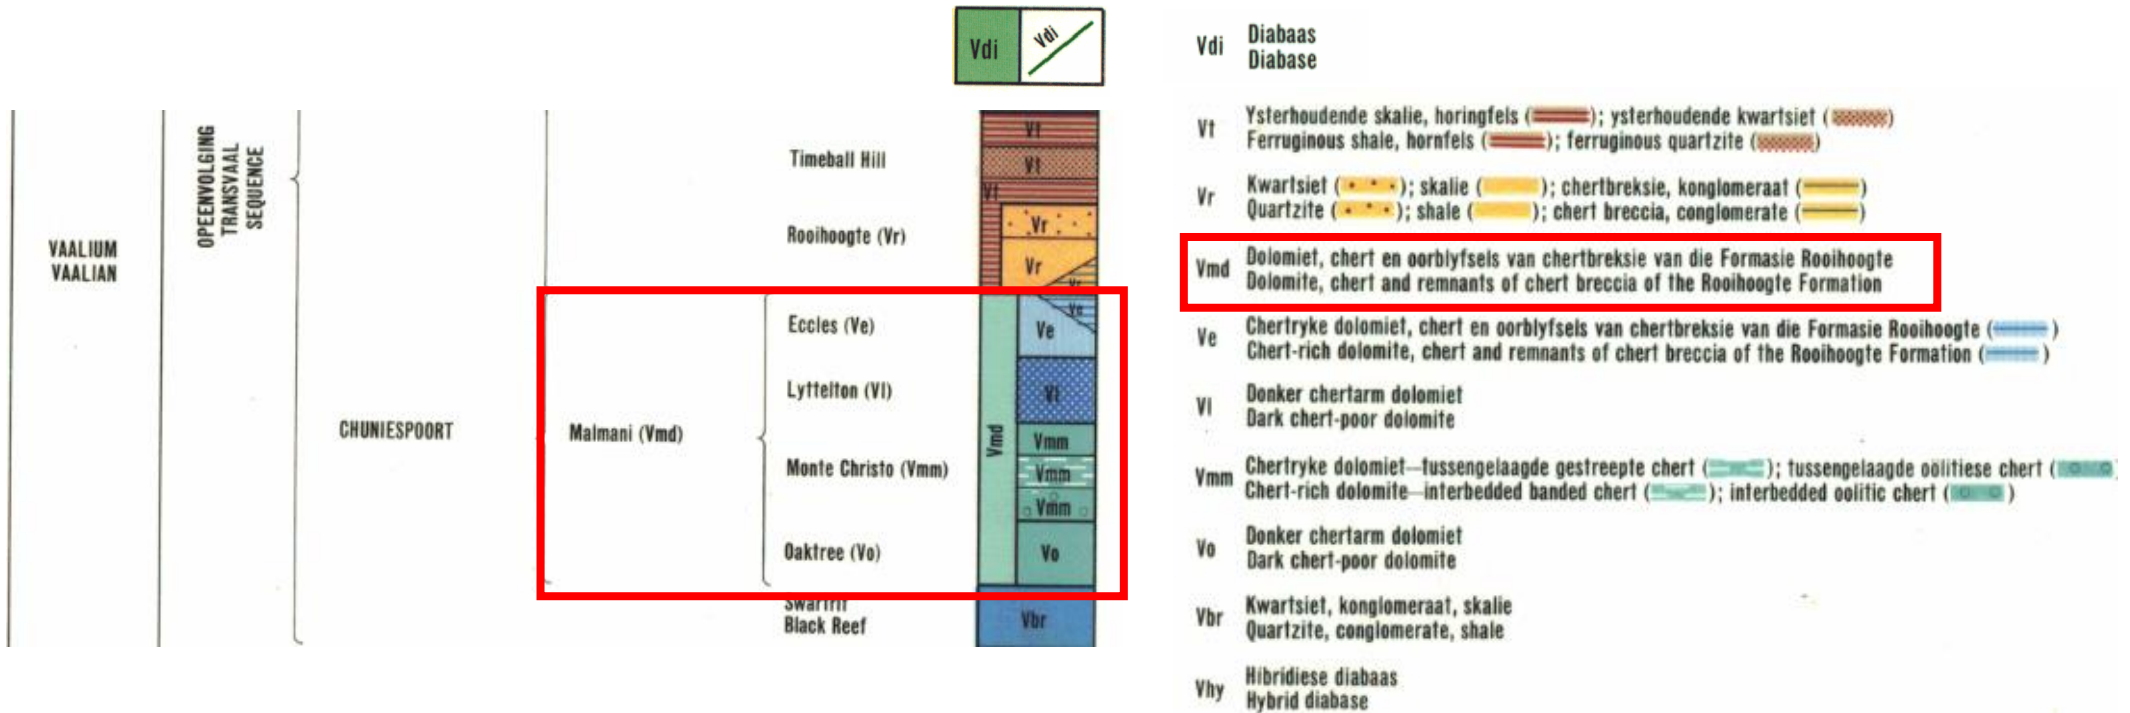 Vdi
Vdi
VAALIUM
VAALIAN
OPEENVOLGING
TRANSVAAL
SEQUENCE
CHUNIESPOORT
Malmani (Vmd)
Timeball Hill
Rooihoogte (Vr)
Eccles (Ve)
Lyttelton (Vl)
Monte Christo (Vmm)
Oaktree (Vo)
Swartrif
Black Reef
Vt
Vt
Vt
Vr
Vr
Vr
Ve
Ve
Vl
Vmd
Vmm
Vmm
Vmm
Vo
Vbr
Vdi
Diabaas
Diabase
Vt
Ysterhoudende skalie, horingfels ( ); ysterhoudende kwartsiet ( )
Ferruginous shale, hornfels ( ); ferruginous quartzite ( )
Vr
Kwartsiet ( ); skalie ( ); chertbreksie, konglomeraat ( )
Quartzite ( ); shale ( ); chert breccia, conglomerate ( )
Vmd
Dolomiet, chert en oorblyfsels van chertbreksie van die Formasie Rooihoogte
Dolomite, chert and remnants of chert breccia of the Rooihoogte Formation
Ve
Chertryke dolomiet, chert en oorblyfsels van chertbreksie van die Formasie Rooihoogte ( )
Chert-rich dolomite, chert and remnants of chert breccia of the Rooihoogte Formation ( )
Vl
Donker chertarm dolomiet
Dark chert-poor dolomite
Vmm
Chertryke dolomiet—tussengelaagde gestreepte chert ( ); tussengelaagde oölitiese chert ( )
Chert-rich dolomite—interbedded banded chert ( ); interbedded oolitic chert ( )
Vo
Donker chertarm dolomiet
Dark chert-poor dolomite
Vbr
Kwartsiet, konglomeraat, skalie
Quartzite, conglomerate, shale
Vhy
Hibridiese diabaas
Hybrid diabase